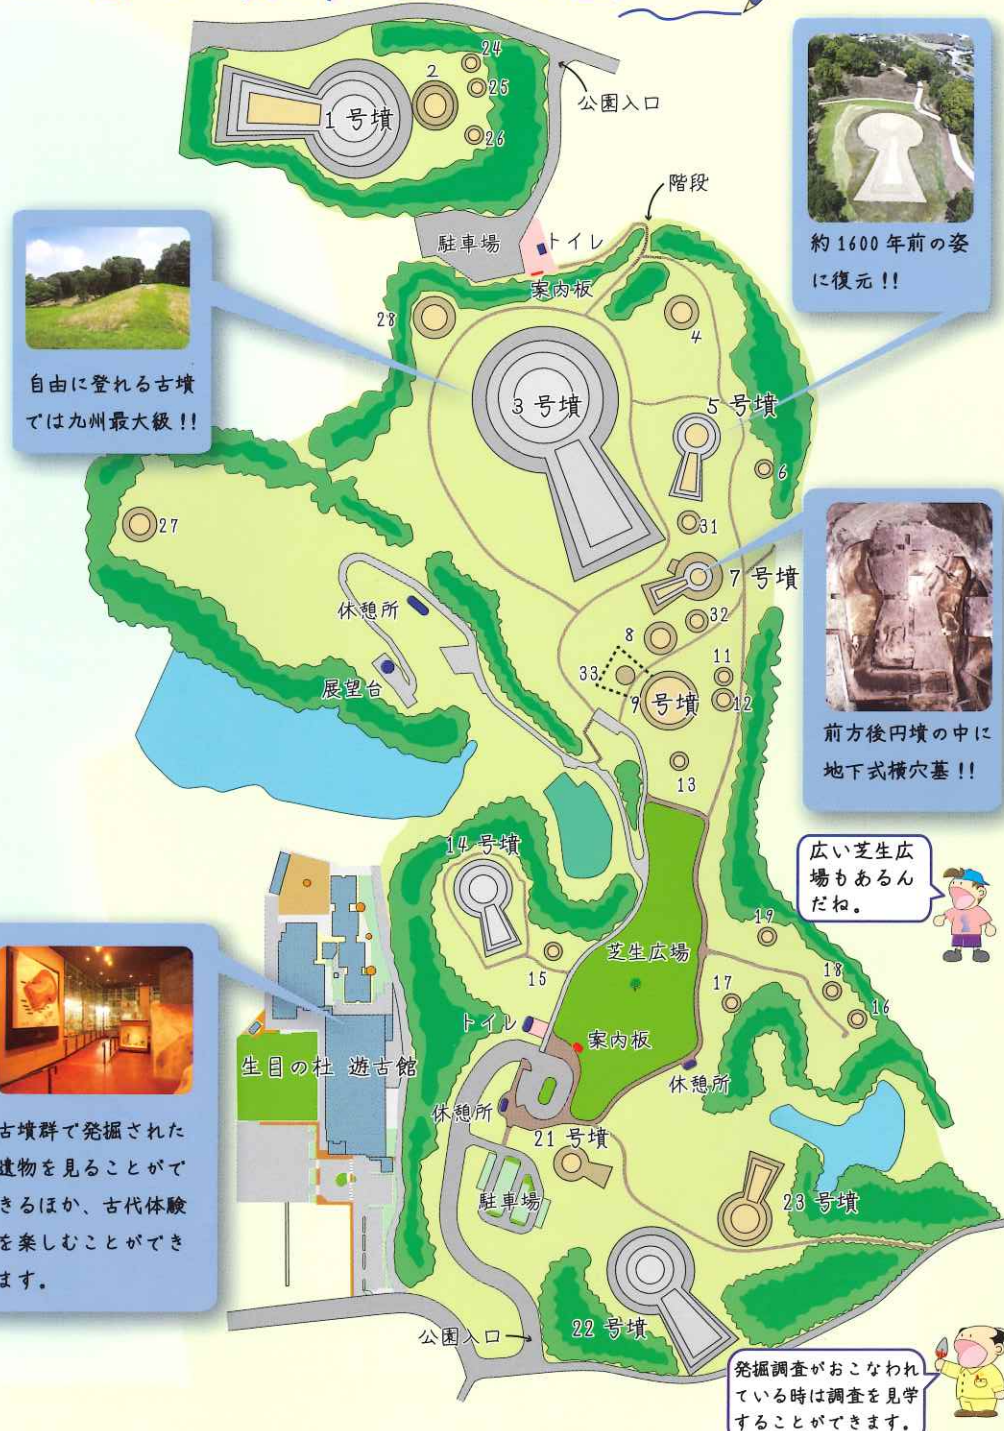 24
2
25
1 号墳
26
公園入口
階段
駐車場
トイレ
案内板
約1600年前の姿
に復元!!
28
4
自由に登れる古墳
では九州最大級!!
3 号墳
5 号墳
6
27
31
7 号墳
休憩所
32
8
11
33
展望台
9 号墳
12
前方後円墳の中に
地下式横穴墓!!
13
14 号墳
広い芝生広
場もあるん
だね。
19
芝生広場
15
17
18
16
トイレ
案内板
生目の杜 遊古館
休憩所
休憩所
古墳群で発掘された
遺物を見ることがで
きるほか、古代体験
を楽しむことができ
ます。
21 号墳
駐車場
23 号墳
22 号墳
公園入口
発掘調査がおこなわれ
ている時は調査を見学
することができます。